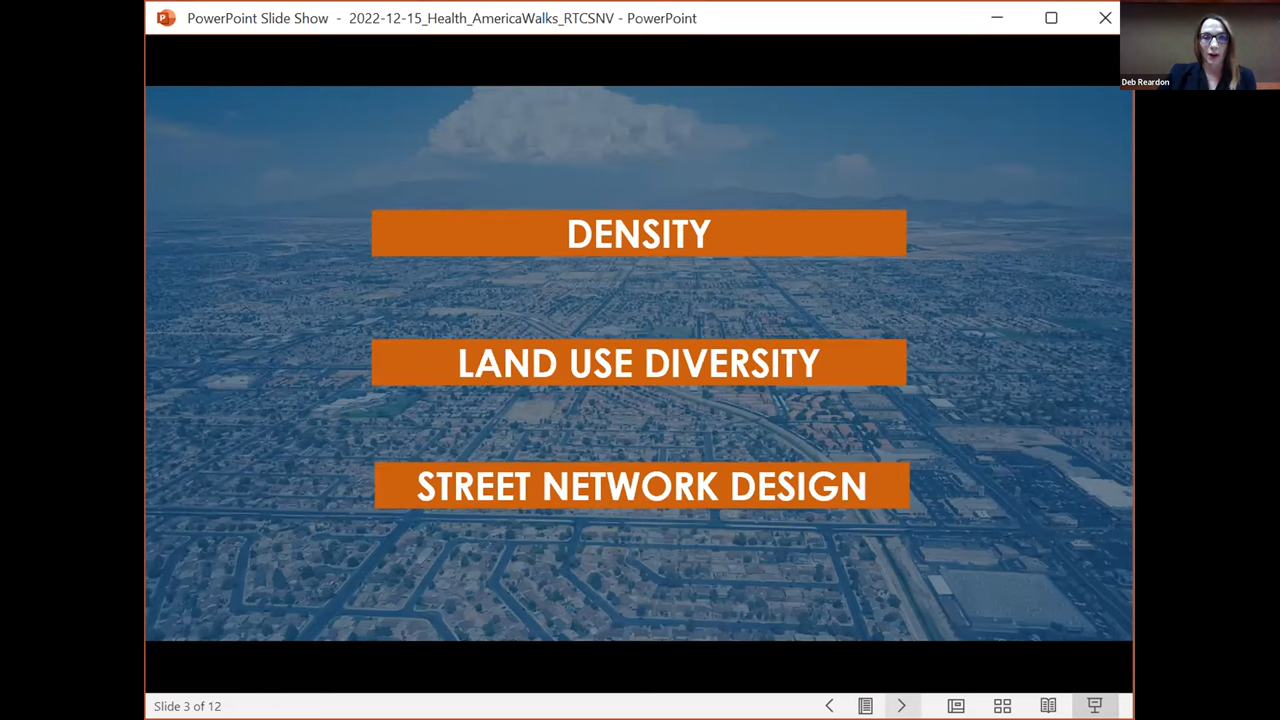 PowerPoint Slide Show - 2022-12-15_Health_AmericaWalks_RTCSNV - PowerPoint
Deb Reardon
DENSITY
LAND USE DIVERSITY
STREET NETWORK DESIGN
Slide 3 of 12